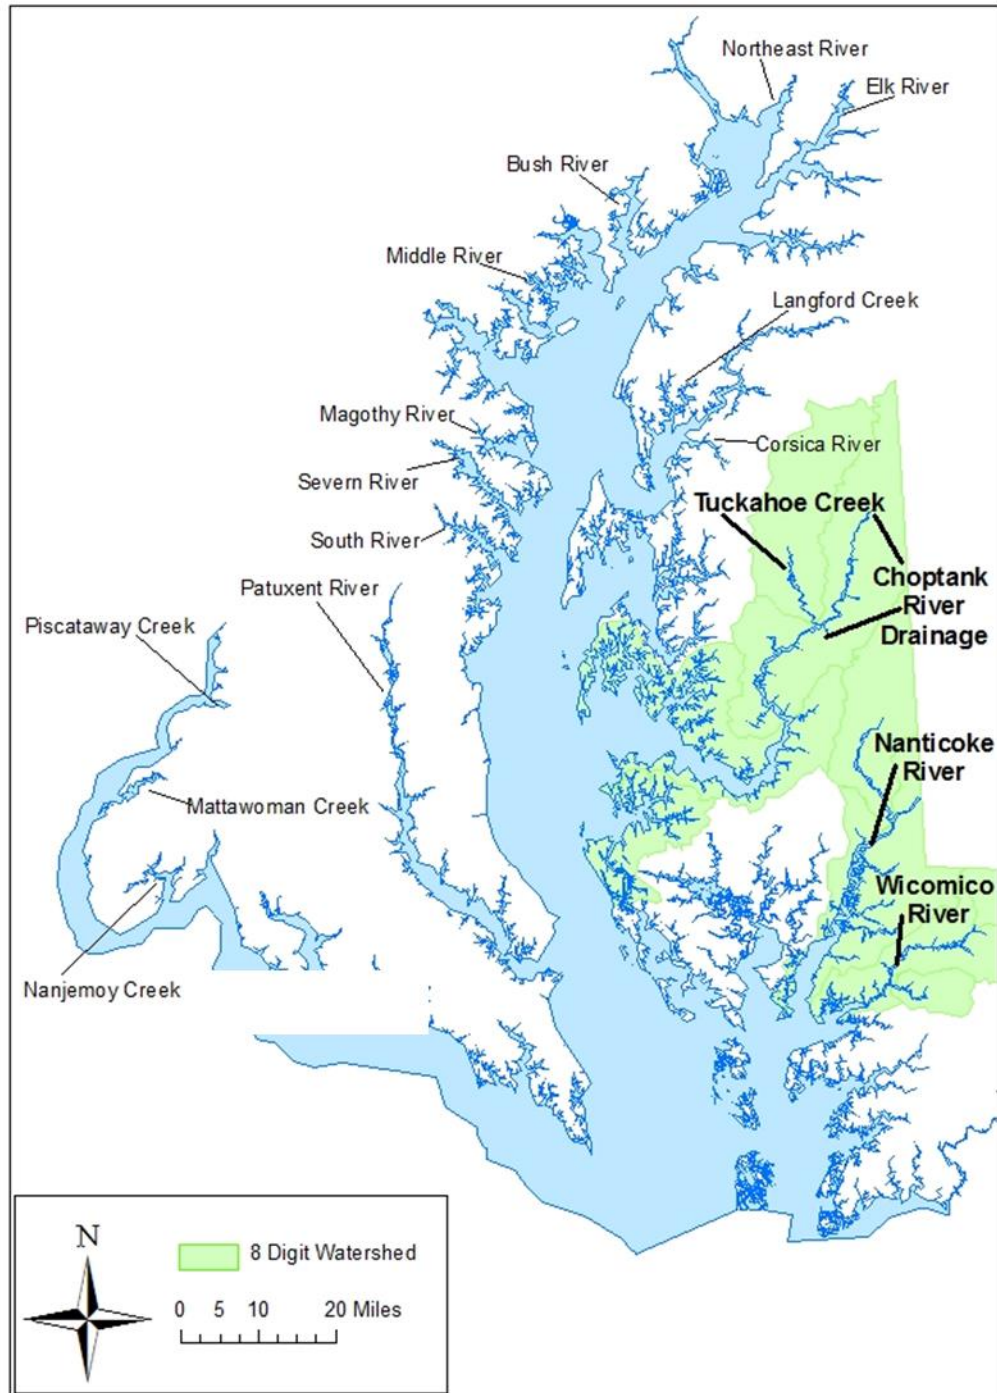 Northeast River
Elk River
Bush River
Middle River
Langford Creek
Magothy River
Corsica River
Severn River
Tuckahoe Creek
South River
Patuxent River
Choptank
River
Drainage
Piscataway Creek
Nanticoke
River
Mattawoman Creek
Wicomico
River
Nanjemoy Creek
N
8 Digit Watershed
0 5 10 20 Miles